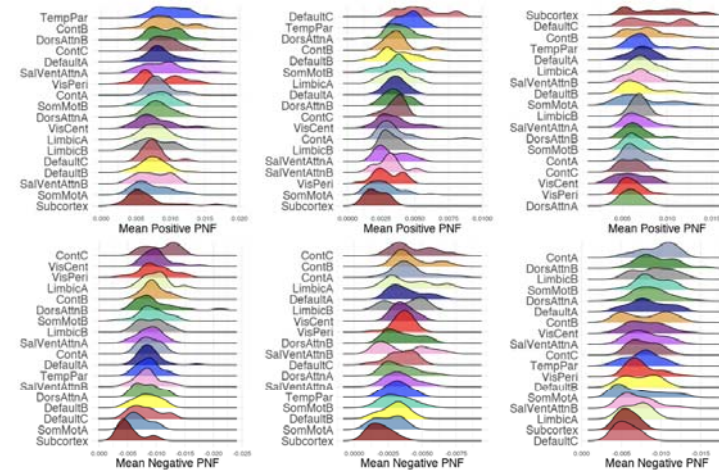 TempPar
ContB
DorsAttnB
ContC
DefaultA
SalVentAttnA
VisPeri
ContA
SomMotB
DorsAttnA
VisCent
LimbicA
LimbicB
DefaultC
DefaultB
SalVentAttnB
SomMotA
Subcortex
0.000 0.005 0.010 0.015 0.020
Mean Positive PNF
DefaultC
TempPar
DorsAttnA
ContB
DefaultB
SomMotB
LimbicA
DefaultA
DorsAttnB
ContC
VisCent
ContA
LimbicB
SalVentAttnA
SalVentAttnB
VisPeri
SomMotA
Subcortex
0.0000 0.0025 0.0050 0.0075 0.0100
Mean Positive PNF
Subcortex
DefaultC
ContB
TempPar
DefaultA
LimbicA
SalVentAttnB
DefaultB
SomMotA
LimbicB
SalVentAttnA
DorsAttnB
SomMotB
ContA
ContC
VisCent
VisPeri
DorsAttnA
0.005 0.010
Mean Positive PNF
ContC
VisCent
VisPeri
LimbicA
ContB
DorsAttnB
SomMotB
LimbicB
SalVentAttnA
ContA
DefaultA
TempPar
SalVentAttnB
DorsAttnA
DefaultB
DefaultC
SomMotA
Subcortex
0.000 0.005 0.010 0.015 0.020 0.025
Mean Negative PNF
ContC
ContB
ContA
LimbicA
DefaultA
LimbicB
VisCent
VisPeri
DorsAttnB
SalVentAttnB
DefaultC
DorsAttnA
SalVentAttnA
TempPar
SomMotB
DefaultB
SomMotA
Subcortex
0.0000 0.0025 0.0050 0.0075
Mean Negative PNF
ContA
DorsAttnB
LimbicB
SomMotB
DorsAttnA
DefaultA
ContB
VisCent
SalVentAttnA
ContC
TempPar
VisPeri
DefaultB
SomMotA
SalVentAttnB
LimbicA
Subcortex
DefaultC
0.000 0.005 0.010 0.015
Mean Negative PNF